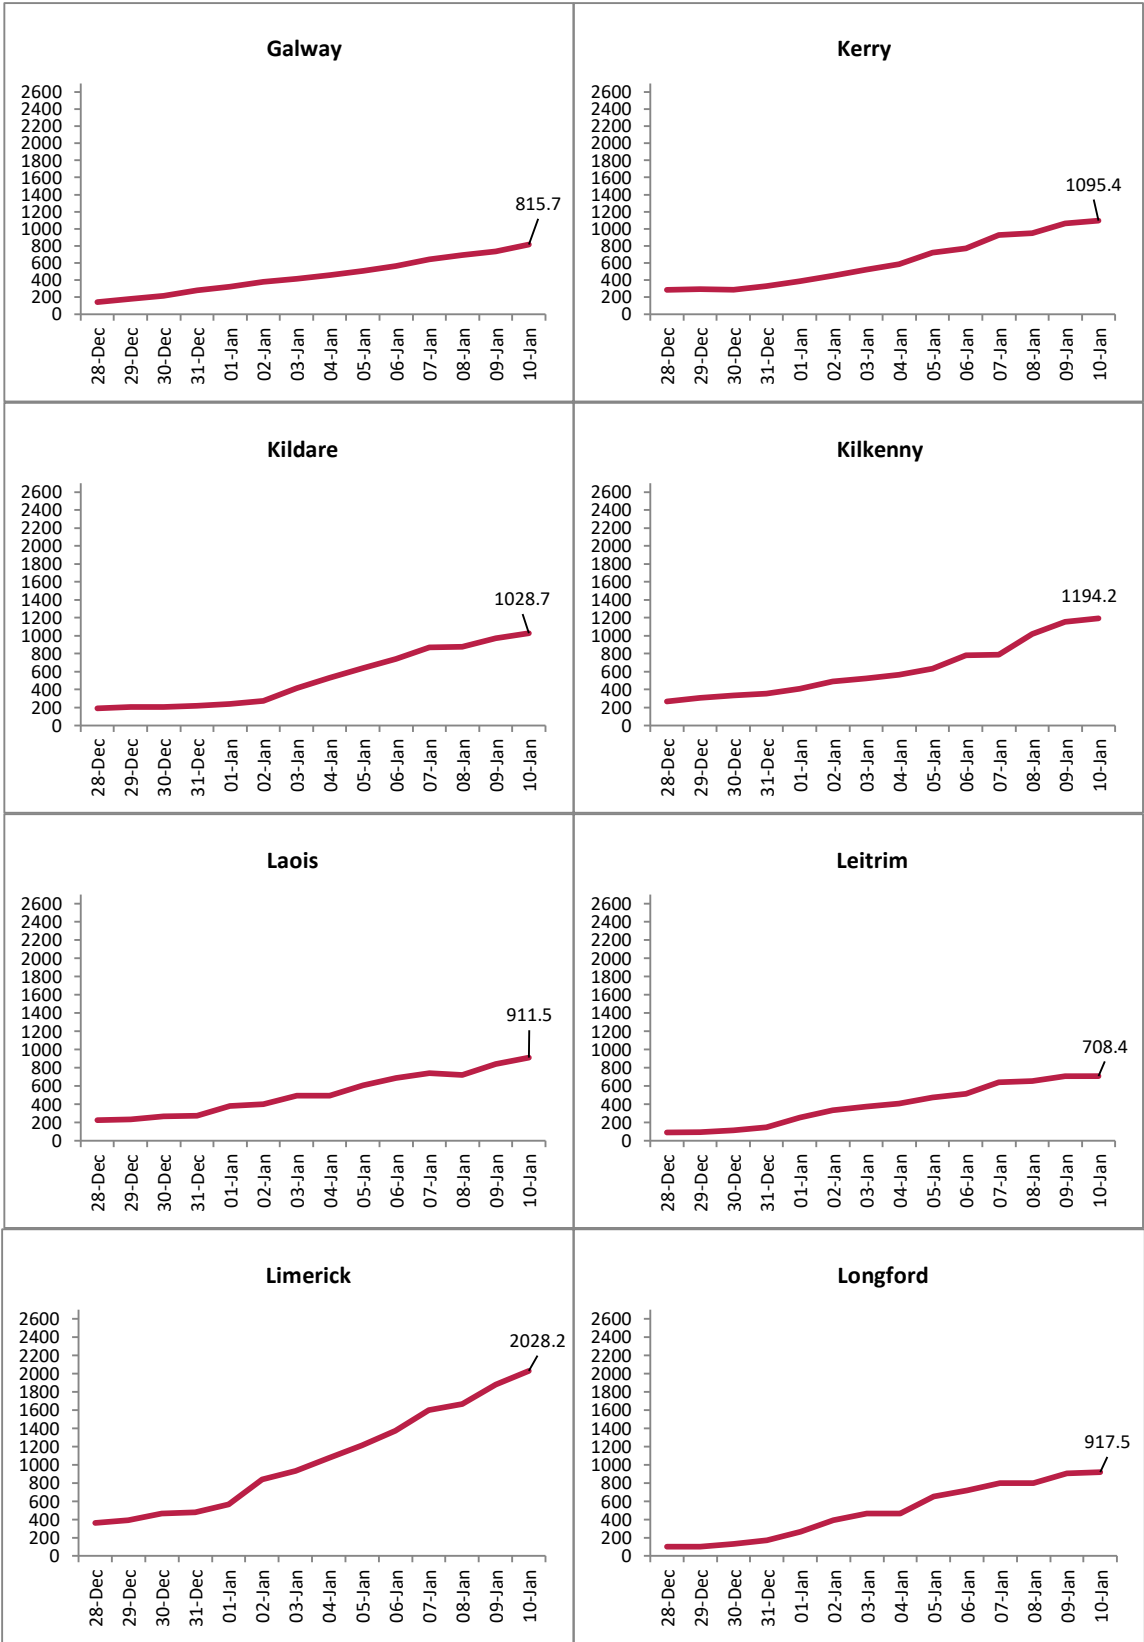 Galway
2600
2400
2200
2000
1800
1600
1400
1200
1000
800
600
400
200
0
815.7
28-Dec
29-Dec
30-Dec
31-Dec
01-Jan
02-Jan
03-Jan
04-Jan
05-Jan
06-Jan
07-Jan
08-Jan
09-Jan
10-Jan
Kerry
2600
2400
2200
2000
1800
1600
1400
1200
1000
800
600
400
200
0
1095.4
28-Dec
29-Dec
30-Dec
31-Dec
01-Jan
02-Jan
03-Jan
04-Jan
05-Jan
06-Jan
07-Jan
08-Jan
09-Jan
10-Jan
Kildare
2600
2400
2200
2000
1800
1600
1400
1200
1000
800
600
400
200
0
1028.7
28-Dec
29-Dec
30-Dec
31-Dec
01-Jan
02-Jan
03-Jan
04-Jan
05-Jan
06-Jan
07-Jan
08-Jan
09-Jan
10-Jan
Kilkenny
2600
2400
2200
2000
1800
1600
1400
1200
1000
800
600
400
200
0
1194.2
28-Dec
29-Dec
30-Dec
31-Dec
01-Jan
02-Jan
03-Jan
04-Jan
05-Jan
06-Jan
07-Jan
08-Jan
09-Jan
10-Jan
Laois
2600
2400
2200
2000
1800
1600
1400
1200
1000
800
600
400
200
0
911.5
28-Dec
29-Dec
30-Dec
31-Dec
01-Jan
02-Jan
03-Jan
04-Jan
05-Jan
06-Jan
07-Jan
08-Jan
09-Jan
10-Jan
Leitrim
2600
2400
2200
2000
1800
1600
1400
1200
1000
800
600
400
200
0
708.4
28-Dec
29-Dec
30-Dec
31-Dec
01-Jan
02-Jan
03-Jan
04-Jan
05-Jan
06-Jan
07-Jan
08-Jan
09-Jan
10-Jan
Limerick
2600
2400
2200
2000
1800
1600
1400
1200
1000
800
600
400
200
0
2028.2
28-Dec
29-Dec
30-Dec
31-Dec
01-Jan
02-Jan
03-Jan
04-Jan
05-Jan
06-Jan
07-Jan
08-Jan
09-Jan
10-Jan
Longford
2600
2400
2200
2000
1800
1600
1400
1200
1000
800
600
400
200
0
917.5
28-Dec
29-Dec
30-Dec
31-Dec
01-Jan
02-Jan
03-Jan
04-Jan
05-Jan
06-Jan
07-Jan
08-Jan
09-Jan
10-Jan